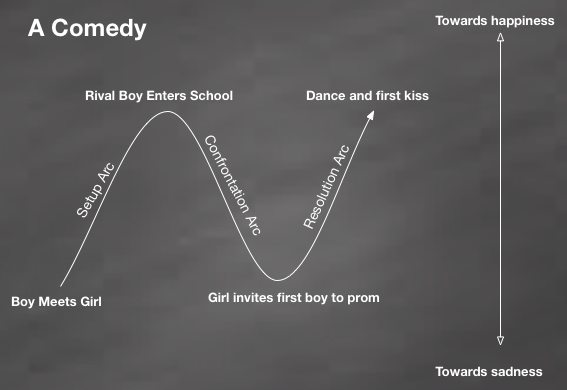 A Comedy
Towards happiness
Rival Boy Enters School
Dance and first kiss
Setup Arc
Confrontation Arc
Resolution Arc
Boy Meets Girl
Girl invites first boy to prom
Towards sadness